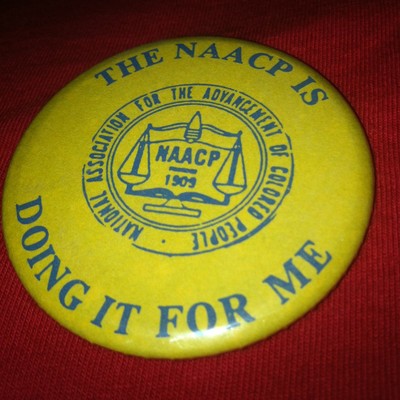 THE NAACP IS
NATIONAL ASSOCIATION FOR THE ADVANCEMENT OF COLORED PEOPLE •
NAACP
1909
DOING IT FOR ME